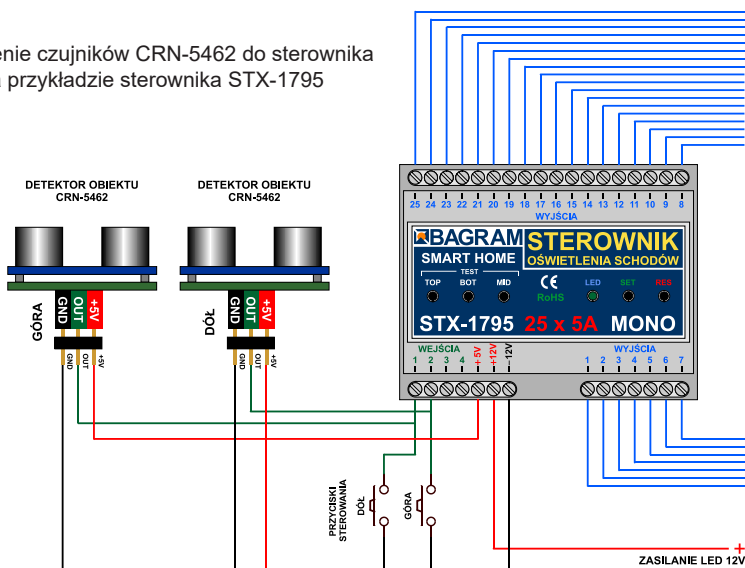 enie czujników CRN-5462 do sterownika
przykładzie sterownika STX-1795
DETEKTOR OBIEKTU
CRN-5462
DETEKTOR OBIEKTU
CRN-5462
GÓRA
GND
OUT
+5V
GND
OUT
+5V
DÓŁ
GND
OUT
+5V
GND
OUT
+5V
25 24 23 22 21 20 19 18 17 16 15 14 13 12 11 10 9 8
WYJŚCIA
BAGRAM
SMART HOME
STEROWNIK
OŚWIETLENIA SCHODÓW
TEST
TOP BOT MID
CE
RoHS
LED SET RES
STX-1795 25 x 5A MONO
WEJŚCIA
1 2 3 4 +5V +12V -12V
WYJŚCIA
1 2 3 4 5 6 7
PRZYCISKI
STEROWANIA
DÓŁ
GÓRA
+
ZASILANIE LED 12V